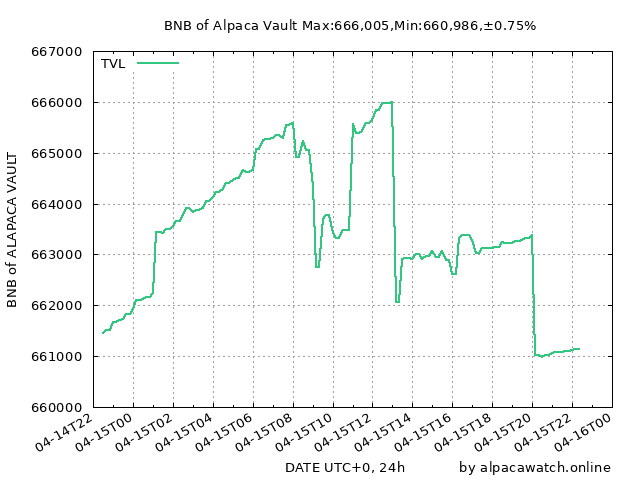 BNB of Alpaca Vault Max:666,005,Min:660,986,±0.75%
667000
TVL
666000
665000
664000
663000
662000
661000
660000
BNB of ALAPACA VAULT
04-14T22
04-15T00
04-15T02
04-15T04
04-15T06
04-15T08
04-15T10
04-15T12
04-15T14
04-15T16
04-15T18
04-15T20
04-15T22
04-16T00
DATE UTC+0, 24h
by alpacawatch.online